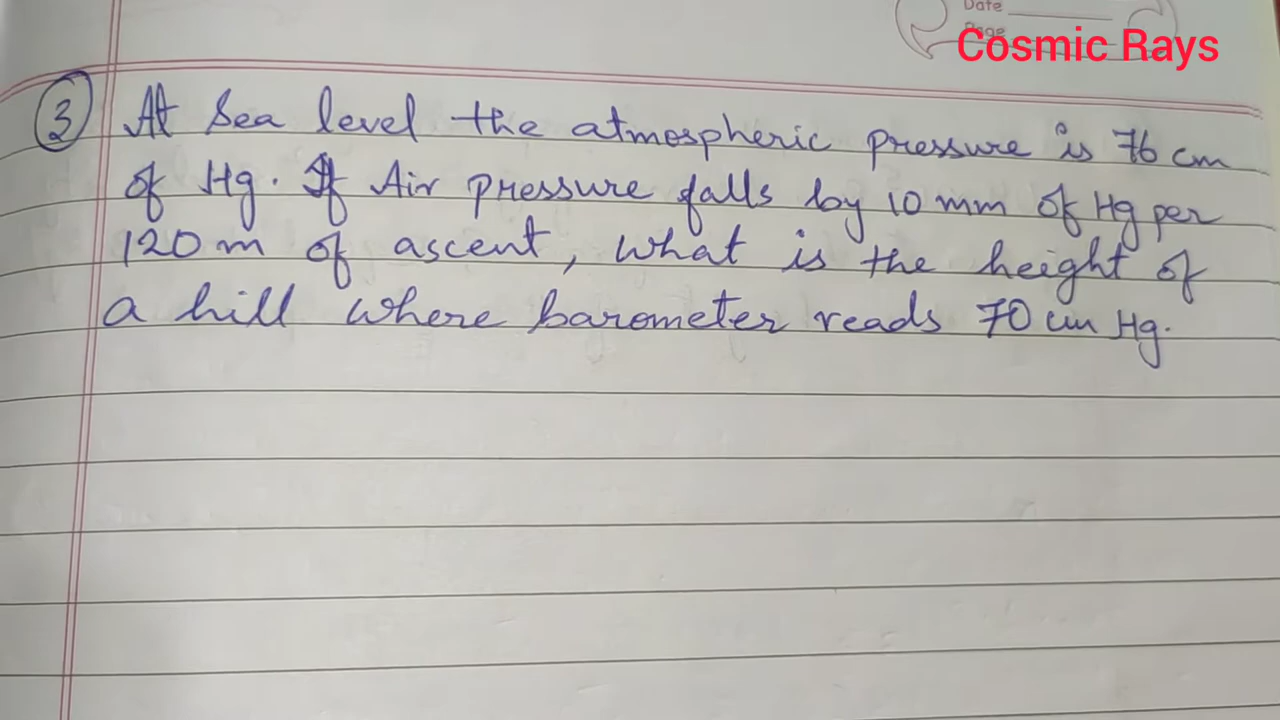 Date
Page
Cosmic Rays
3 At Sea level the atmospheric pressure is 76 cm
of Hg. If Air pressure falls by 10 mm of Hg per
120 m of ascent, what is the height of
a hill where barometer reads 70 cm Hg.